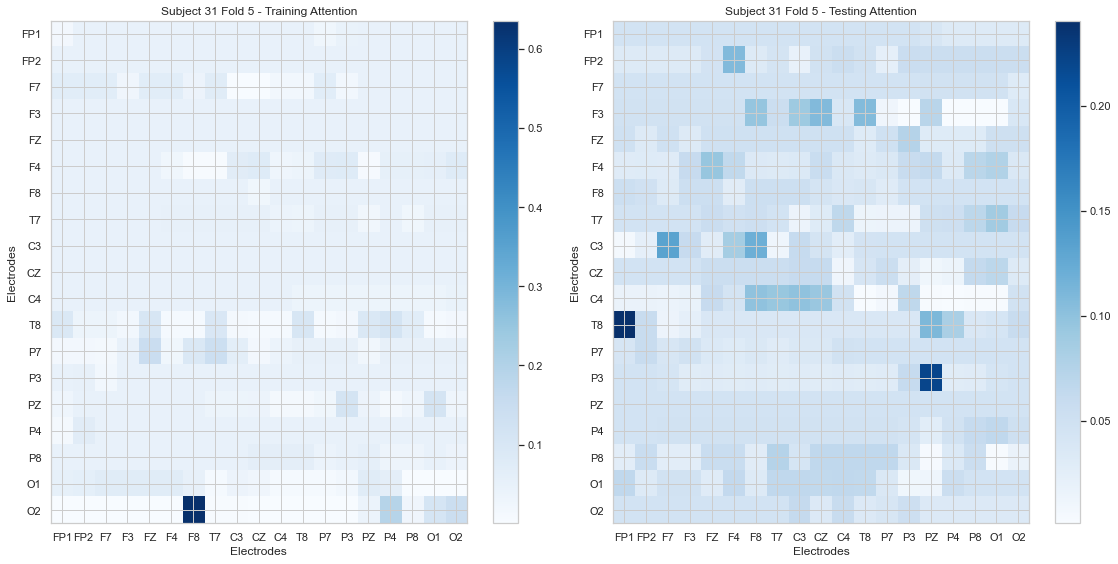 Subject 31 Fold 5 - Training Attention
FP1
FP2
F7
F3
FZ
F4
F8
T7
C3
CZ
C4
T8
P7
P3
PZ
P4
P8
O1
O2
Electrodes
FP1 FP2 F7 F3 FZ F4 F8 T7 C3 CZ C4 T8 P7 P3 PZ P4 P8 O1 O2
Electrodes
0.6
0.5
0.4
0.3
0.2
0.1
Subject 31 Fold 5 - Testing Attention
FP1
FP2
F7
F3
FZ
F4
F8
T7
C3
CZ
C4
T8
P7
P3
PZ
P4
P8
O1
O2
Electrodes
FP1 FP2 F7 F3 FZ F4 F8 T7 C3 CZ C4 T8 P7 P3 PZ P4 P8 O1 O2
Electrodes
0.20
0.15
0.10
0.05